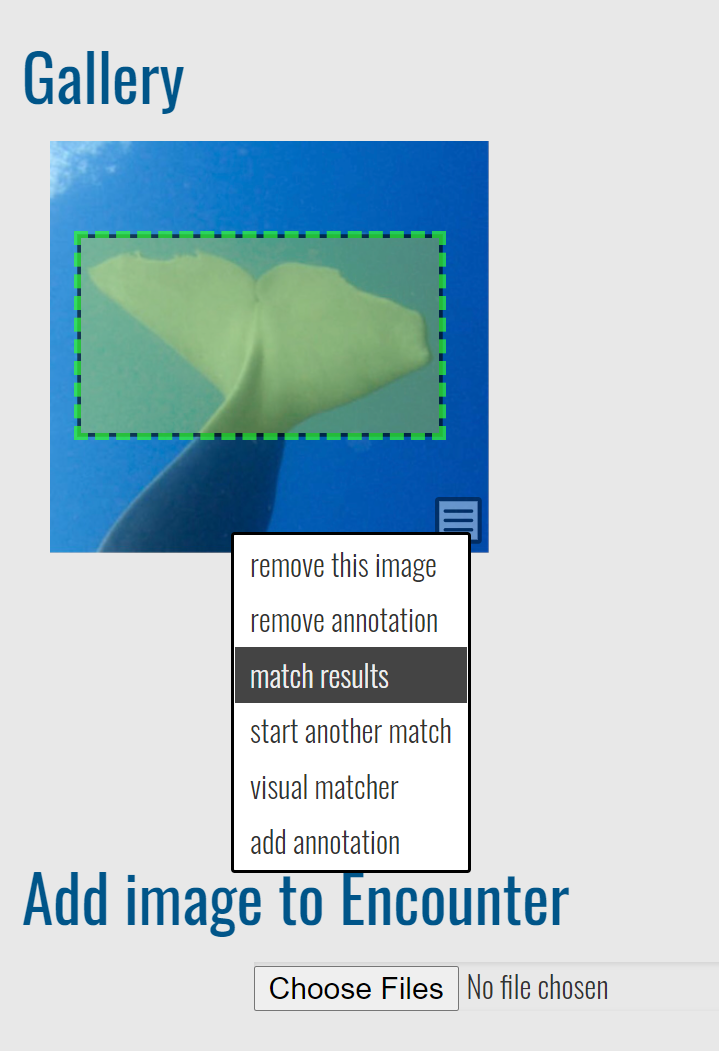 Gallery
remove this image
remove annotation
match results
start another match
visual matcher
add annotation
Add image to Encounter
Choose Files No file chosen